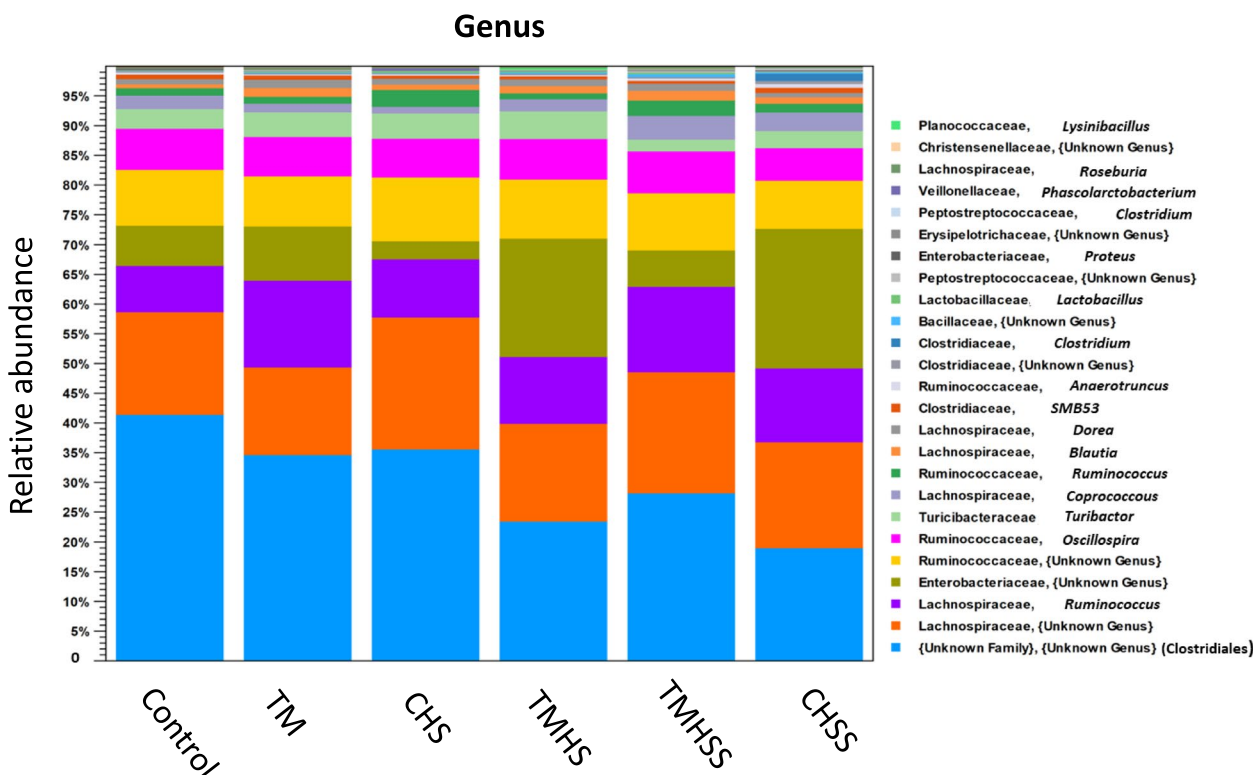 Genus
Relative abundance
95%
90%
85%
80%
75%
70%
65%
60%
55%
50%
45%
40%
35%
30%
25%
20%
15%
10%
5%
0
Control
TM
CHS
TMHS
TMHSS
CHSS
Planococcaceae, Lysinibacillus
Christensenellaceae, {Unknown Genus}
Lachnospiraceae, Roseburia
Veillonellaceae, Phascolarctobacterium
Peptostreptococcaceae, Clostridium
Erysipelotrichaceae, {Unknown Genus}
Enterobacteriaceae, Proteus
Peptostreptococcaceae, {Unknown Genus}
Lactobacillaceae, Lactobacillus
Bacillaceae, {Unknown Genus}
Clostridiaceae, Clostridium
Clostridiaceae, {Unknown Genus}
Ruminococcaceae, Anaerotruncus
Clostridiaceae, SMB53
Lachnospiraceae, Dorea
Lachnospiraceae, Blautia
Ruminococcaceae, Ruminococcus
Lachnospiraceae, Coprococcous
Turicibacteraceae Turibactor
Ruminococcaceae, Oscillospira
Ruminococcaceae, {Unknown Genus}
Enterobacteriaceae, {Unknown Genus}
Lachnospiraceae, Ruminococcus
Lachnospiraceae, {Unknown Genus}
{Unknown Family}, {Unknown Genus} (Clostridiales)